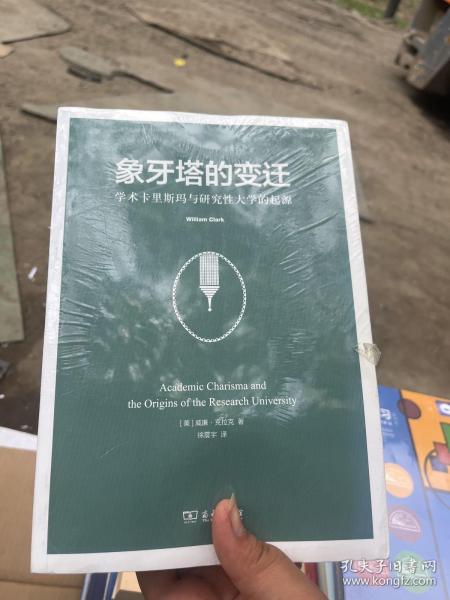 象牙塔的变迁
学术卡里斯玛与研究性大学的起源
William Clark
Academic Charisma and
the Origins of the Research University
[美] 威廉·克拉克 著
徐震宇 译
习
孔夫子旧书网
www.kongfz.com